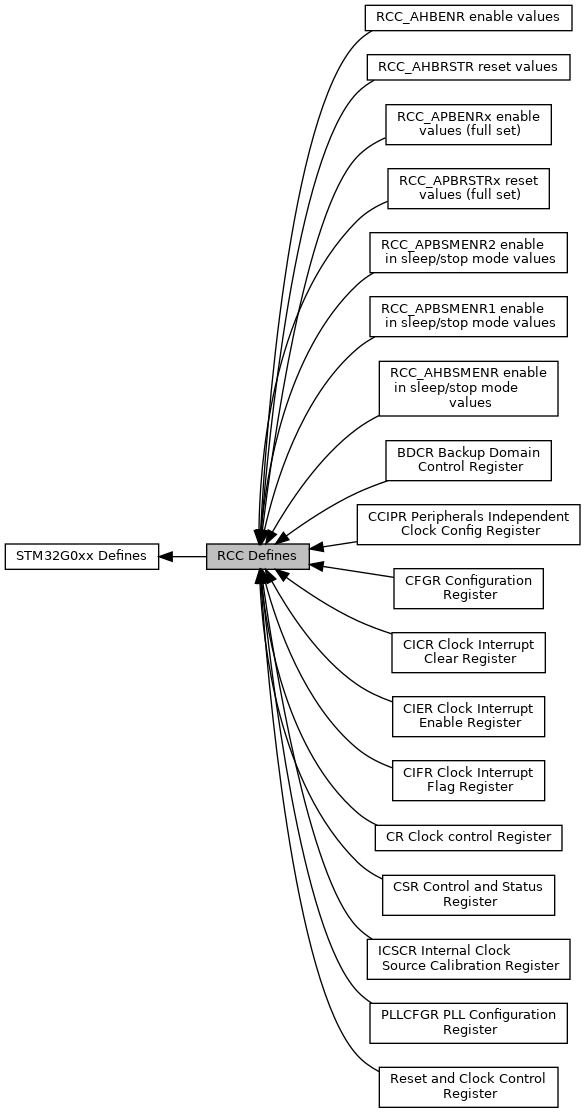 RCC_AHBENR enable values
RCC_AHBRSTR reset values
RCC_APBENRx enable
values (full set)
RCC_APBRSTRx reset
values (full set)
RCC_APBSMENR2 enable
in sleep/stop mode values
RCC_APBSMENR1 enable
in sleep/stop mode values
RCC_AHBSMENR enable
in sleep/stop mode
values
BDCR Backup Domain
Control Register
CCIPR Peripherals Independent
Clock Config Register
STM32G0xx Defines
RCC Defines
CFGR Configuration
Register
CICR Clock Interrupt
Clear Register
CIER Clock Interrupt
Enable Register
CIFR Clock Interrupt
Flag Register
CR Clock control Register
CSR Control and Status
Register
ICSCR Internal Clock
Source Calibration Register
PLLCFGR PLL Configuration
Register
Reset and Clock Control
Register